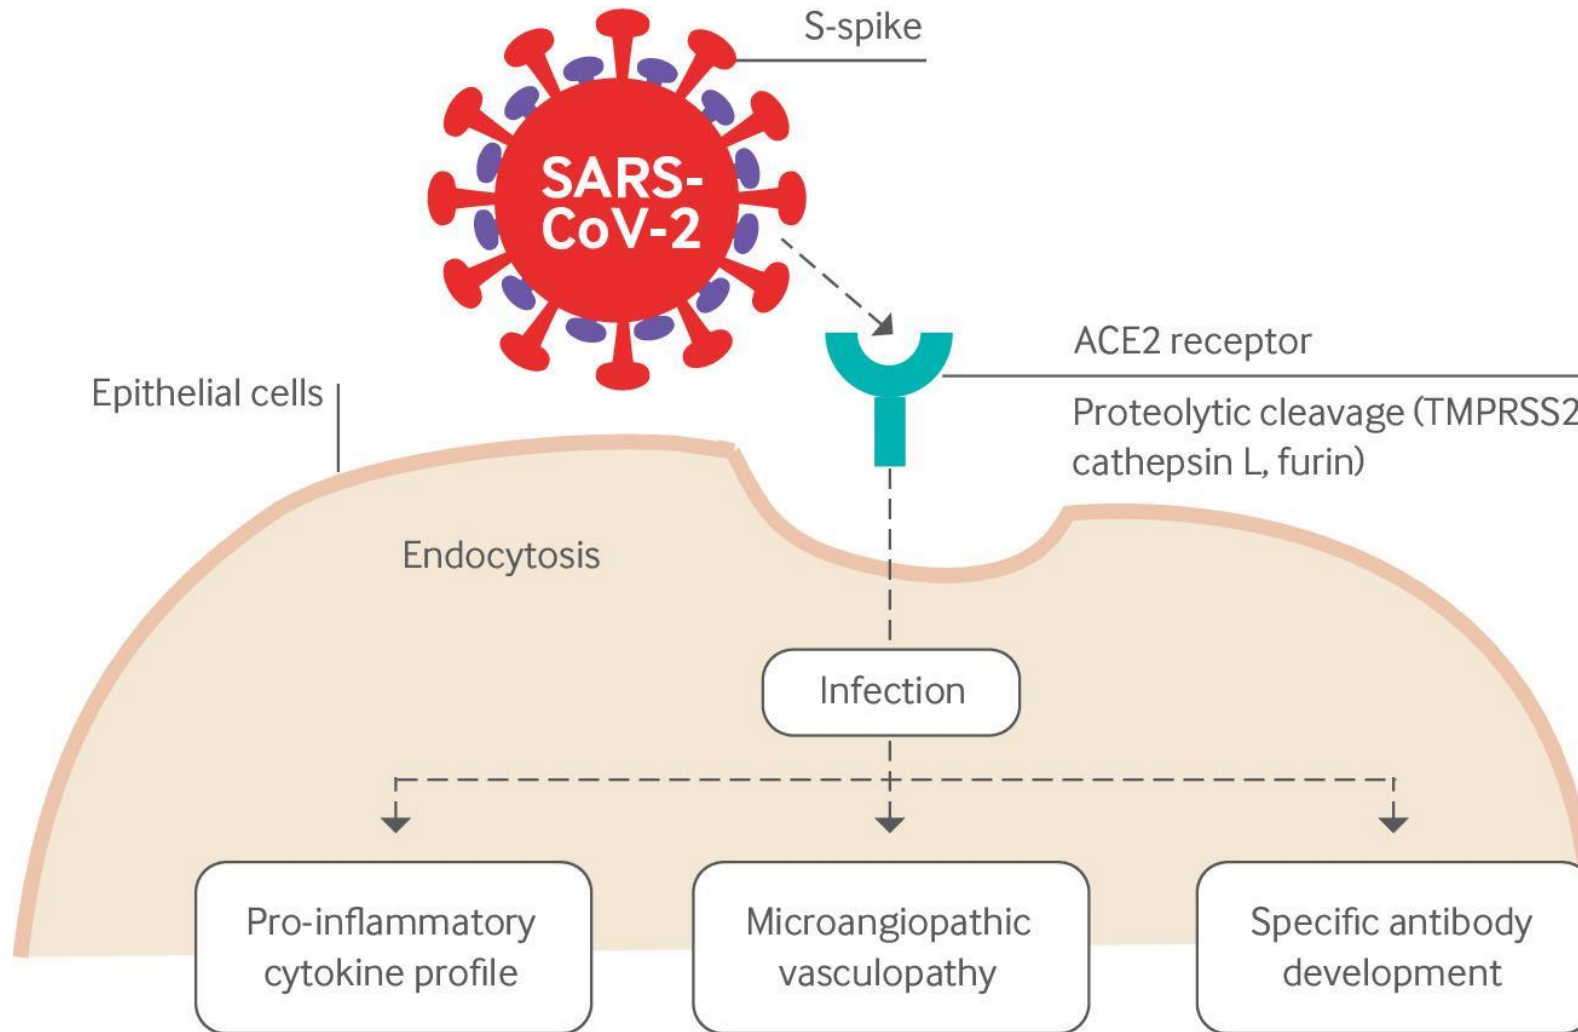 S-spike
SARS-
CoV-2
ACE2 receptor
Epithelial cells
Proteolytic cleavage (TMPRSS2
cathepsin L, furin)
Endocytosis
Infection
Pro-inflammatory
cytokine profile
Microangiopathic
vasculopathy
Specific antibody
development